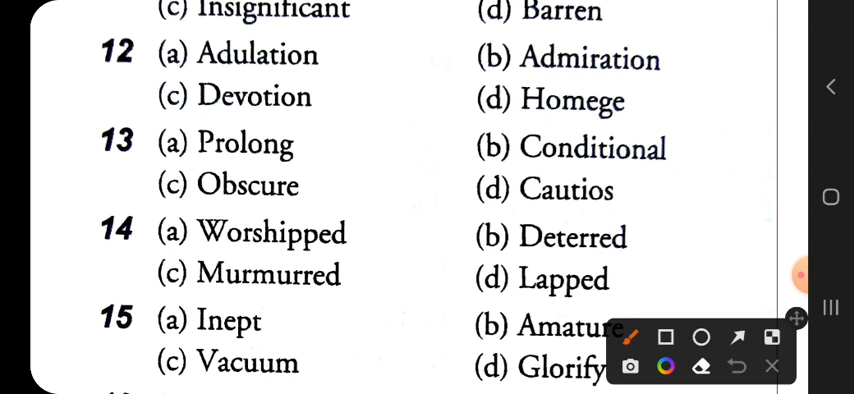 (c) Insignificant (d) Barren
12 (a) Adulation (b) Admiration
(c) Devotion (d) Homege
13 (a) Prolong (b) Conditional
(c) Obscure (d) Cautios
14 (a) Worshipped (b) Deterred
(c) Murmurred (d) Lapped
15 (a) Inept (b) Amature
(c) Vacuum (d) Glorify